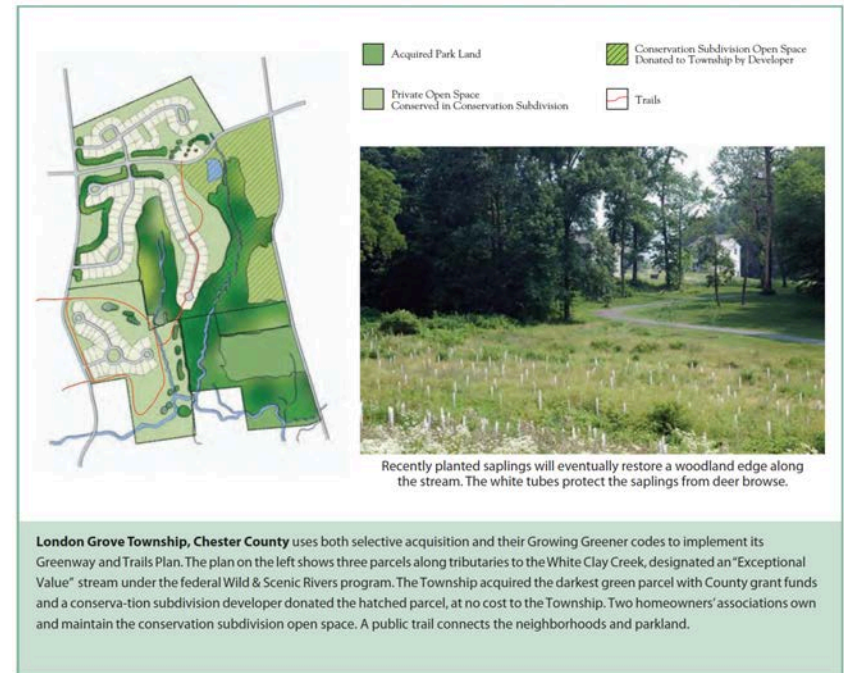 Acquired Park Land
Private Open Space
Conserved in Conservation Subdivision
Conservation Subdivision Open Space
Donated to Township by Developer
Trails
Recently planted saplings will eventually restore a woodland edge along
the stream. The white tubes protect the saplings from deer browse.
London Grove Township, Chester County uses both selective acquisition and their Growing Greener codes to implement its
Greenway and Trails Plan. The plan on the left shows three parcels along tributaries to the White Clay Creek, designated an "Exceptional
Value" stream under the federal Wild & Scenic Rivers program. The Township acquired the darkest green parcel with County grant funds
and a conserva-tion subdivision developer donated the hatched parcel, at no cost to the Township. Two homeowners' associations own
and maintain the conservation subdivision open space. A public trail connects the neighborhoods and parkland.